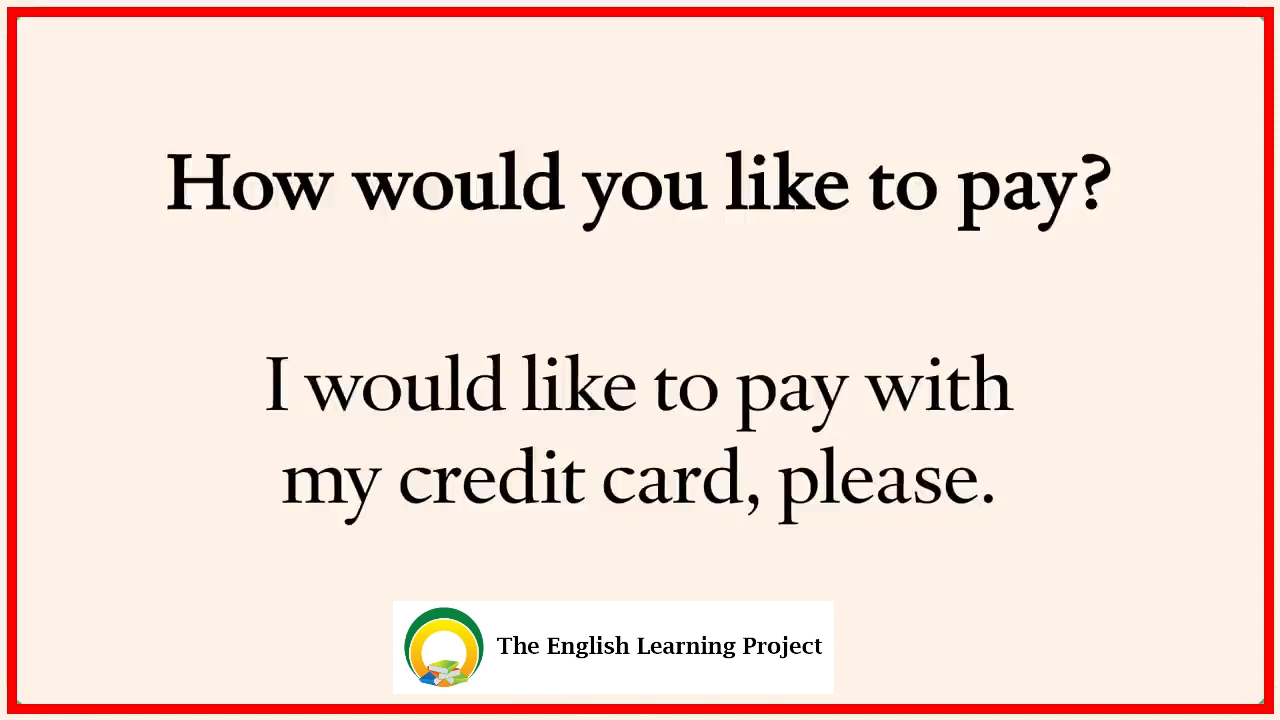 How would you like to pay?
I would like to pay with
my credit card, please.
The English Learning Project